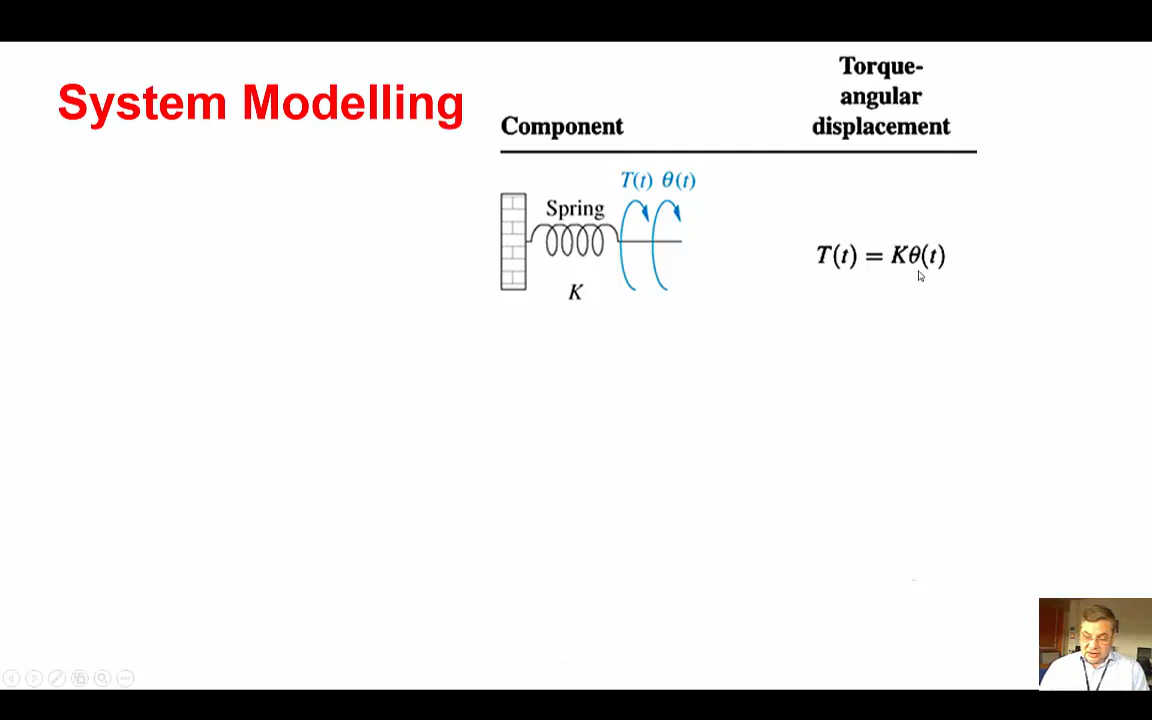 System Modelling
Component
Torque-
angular
displacement
T(t) θ(t)
Spring
K
T(t) = Kθ(t)